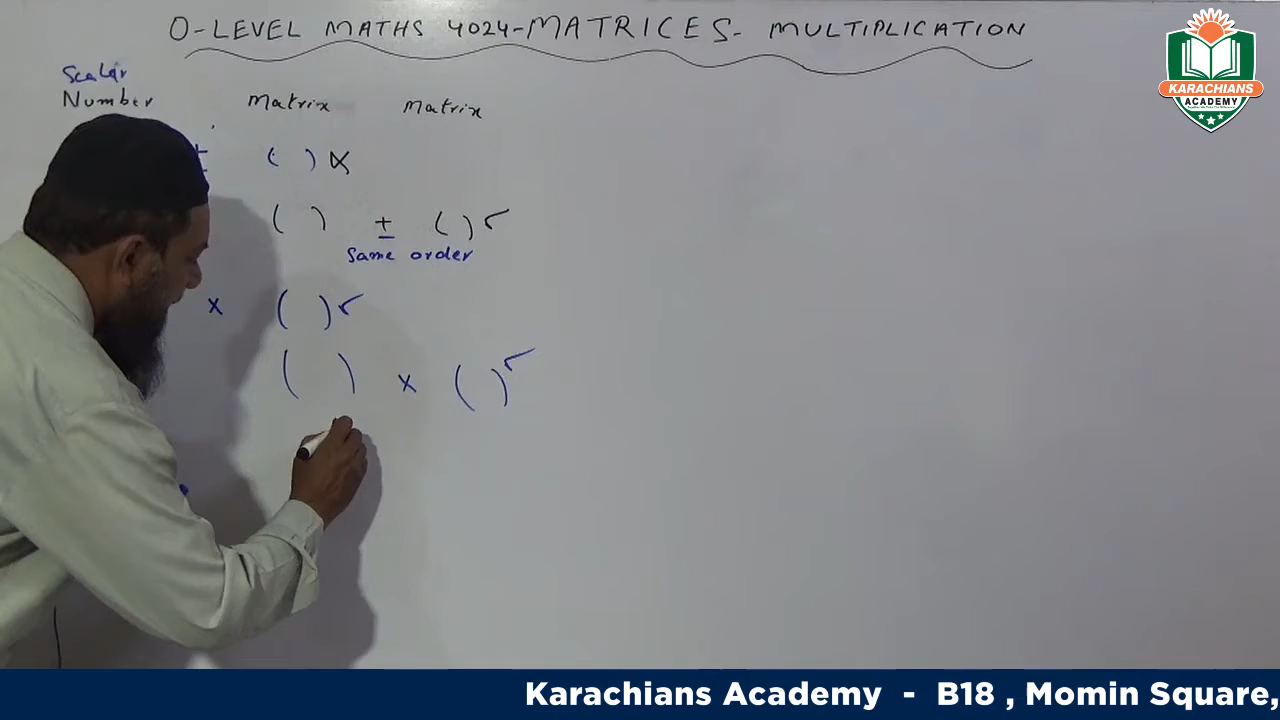 O-LEVEL MATHS 4024-MATRICES- MULTIPLICATION
Scalar
Number Matrix Matrix
± ( ) ×
( ) ± ( ) ✓
Same order
× ( ) ✓
( ) × ( ) ✓
KARACHIANS
ACADEMY
Karachians Academy - B18 , Momin Square,